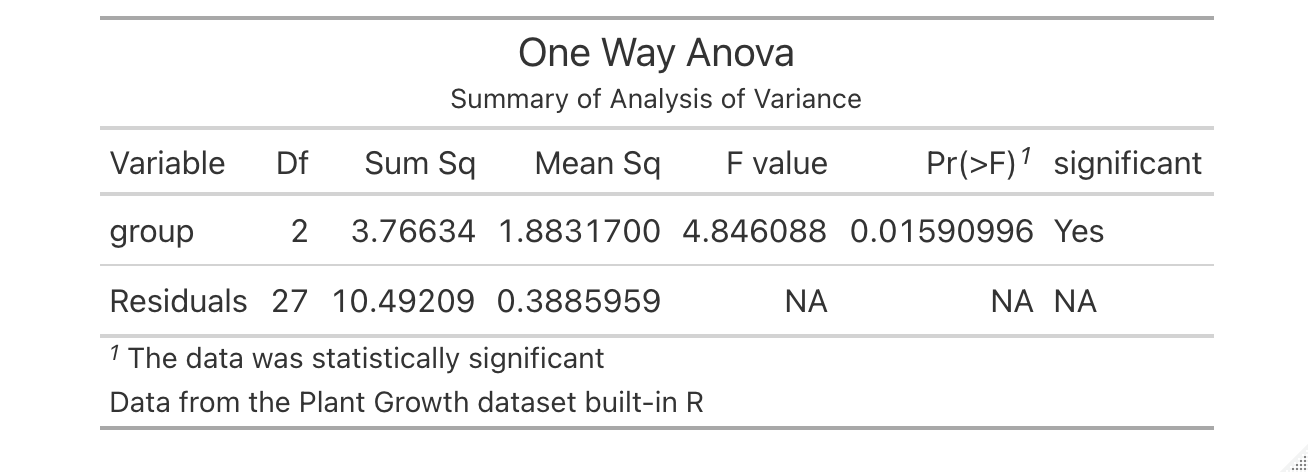 One Way Anova
Summary of Analysis of Variance
Variable Df Sum Sq Mean Sq F value Pr(>F)¹ significant
group 2 3.76634 1.8831700 4.846088 0.01590996 Yes
Residuals 27 10.49209 0.3885959 NA NA NA
¹ The data was statistically significant
Data from the Plant Growth dataset built-in R